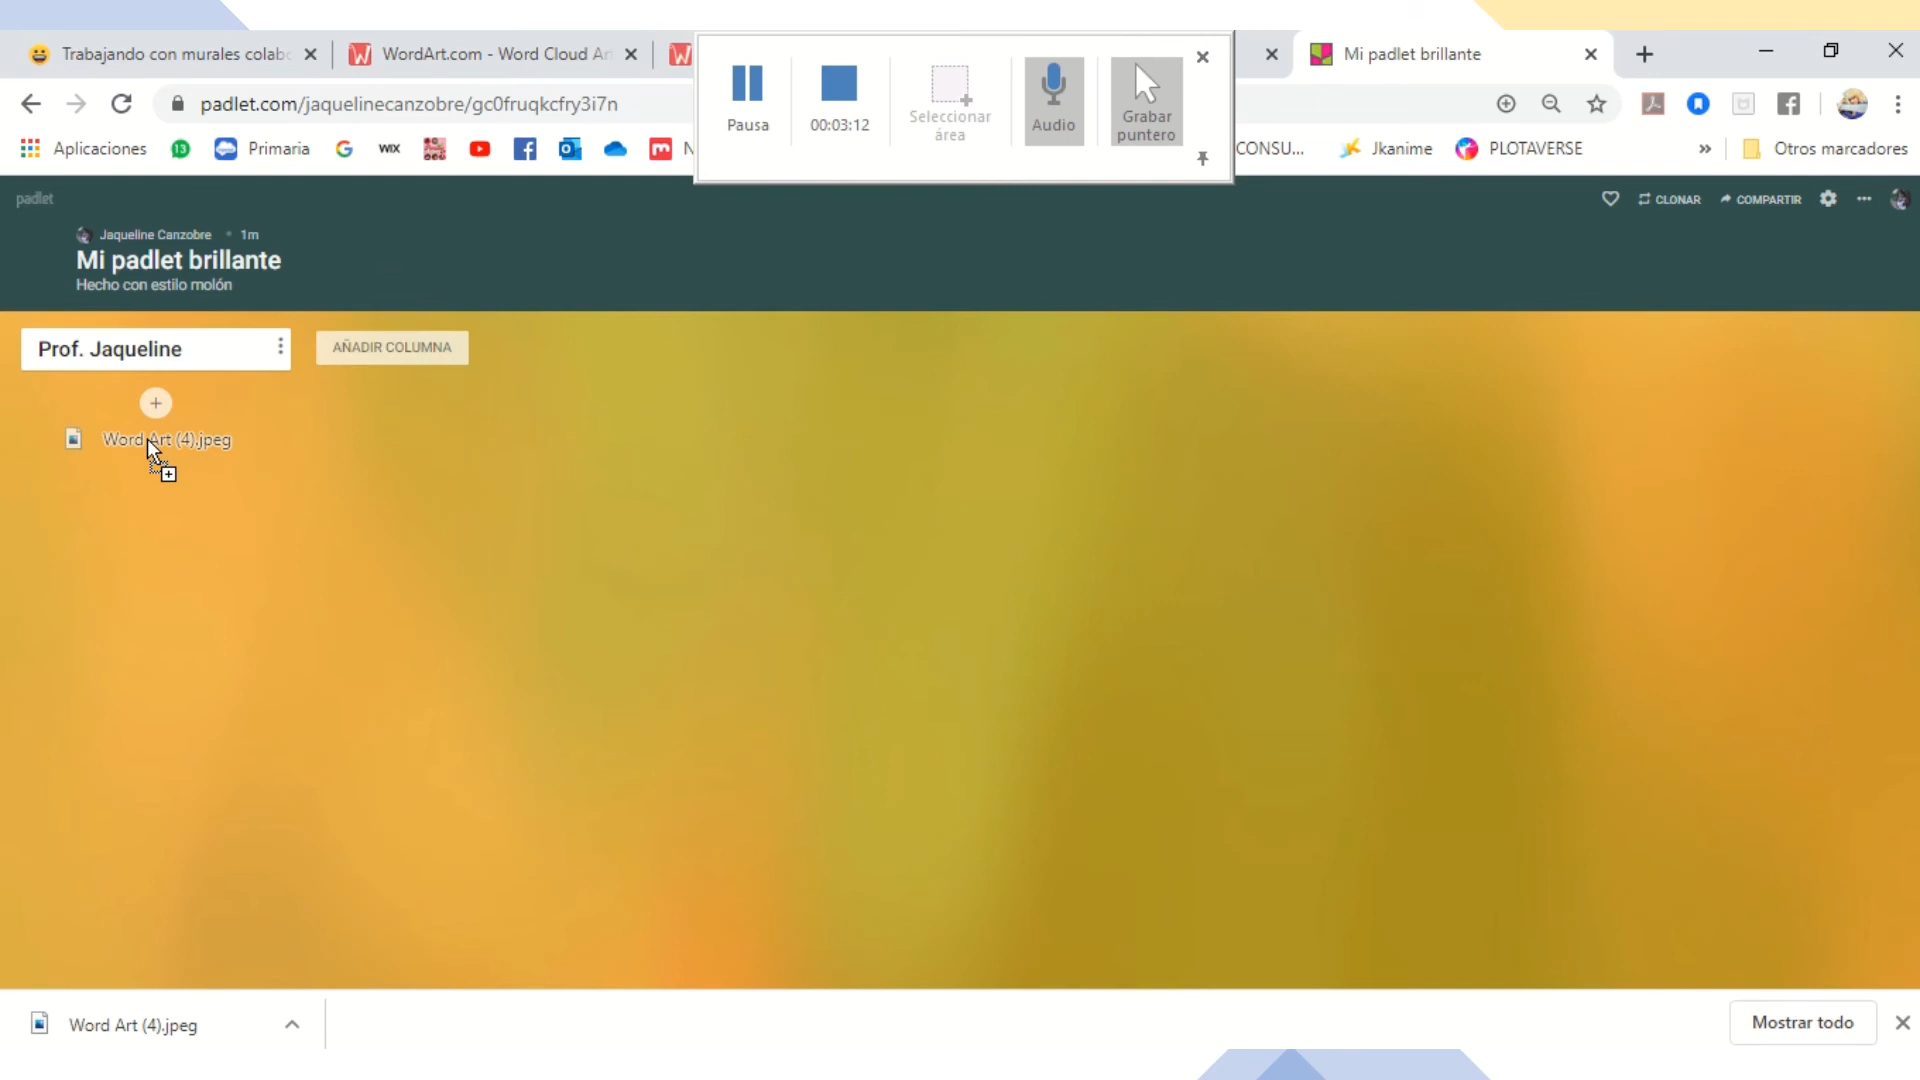 Trabajando con murales colab
WordArt.com - Word Cloud Ar
Mi padlet brillante
padlet.com/jaquelinecanzobre/gc0fruqkcfry3i7n
Pausa
00:03:12
Seleccionar
área
Audio
Grabar
puntero
Aplicaciones
13
Primaria
WIX
N
CONSU...
Jkanime
PLOTAVERSE
»
Otros marcadores
padlet
CLONAR
COMPARTIR
Jaqueline Canzobre • 1m
Mi padlet brillante
Hecho con estilo molón
Prof. Jaqueline
AÑADIR COLUMNA
Word Art (4).jpeg
Word Art (4).jpeg
Mostrar todo